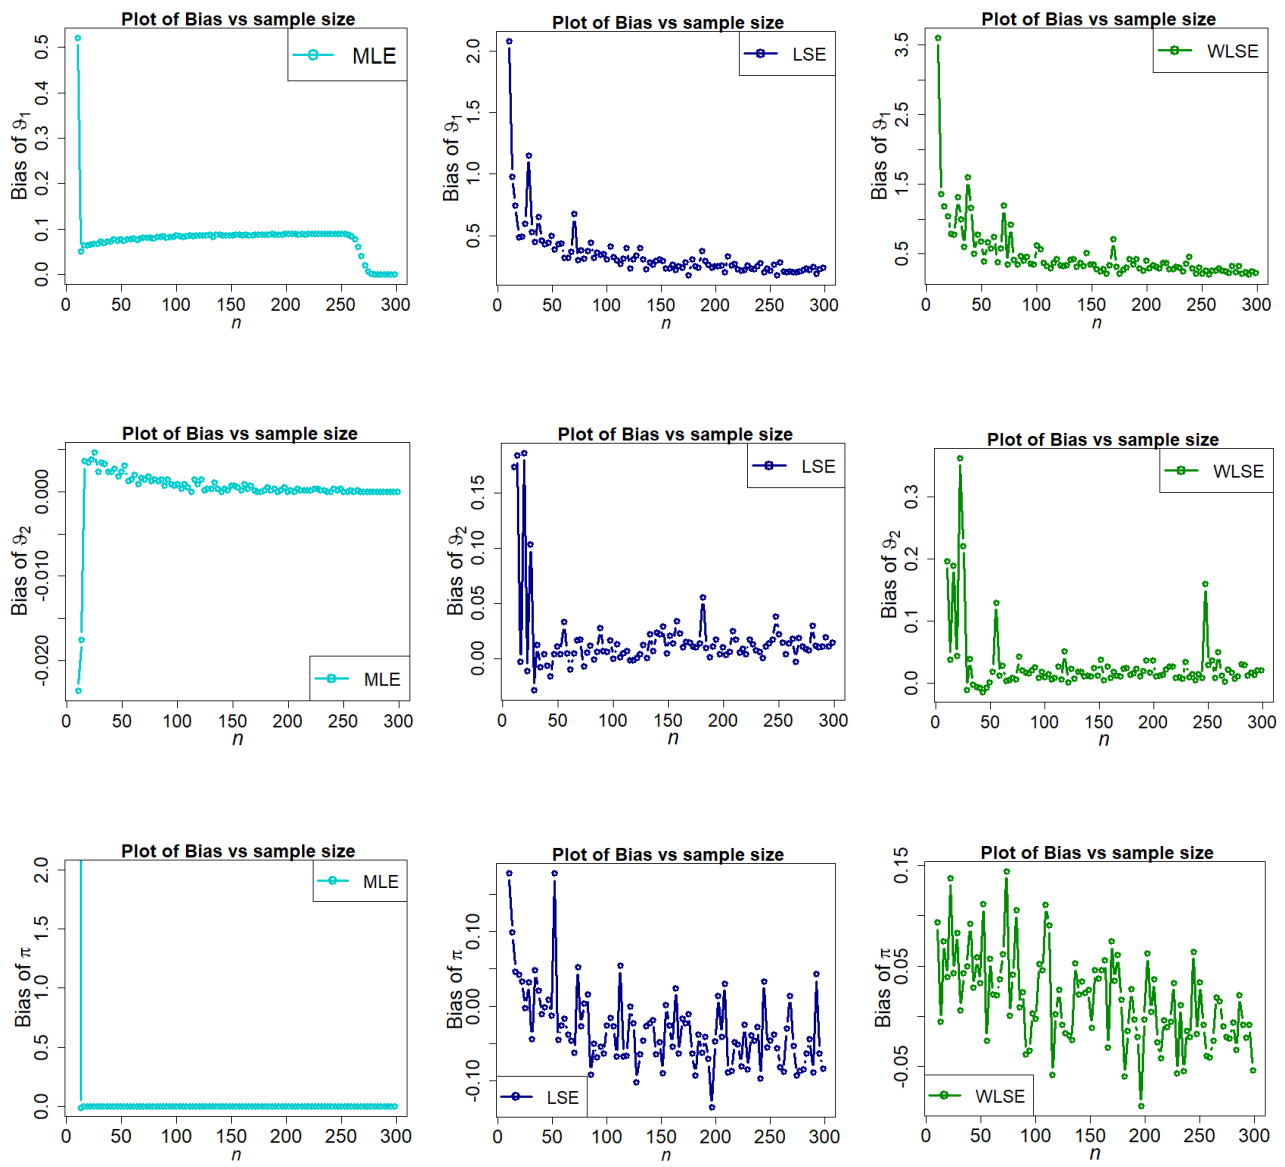 Plot of Bias vs sample size
MLE
Bias of ϑ1
0.0 0.1 0.2 0.3 0.4 0.5
0 50 100 150 200 250 300
n
Plot of Bias vs sample size
LSE
Bias of ϑ1
0.5 1.0 1.5 2.0
0 50 100 150 200 250 300
n
Plot of Bias vs sample size
WLSE
Bias of ϑ1
0.5 1.5 2.5 3.5
0 50 100 150 200 250 300
n
Plot of Bias vs sample size
MLE
Bias of ϑ2
-0.020 -0.010 0.000
0 50 100 150 200 250 300
n
Plot of Bias vs sample size
LSE
Bias of ϑ2
0.00 0.05 0.10 0.15
0 50 100 150 200 250 300
n
Plot of Bias vs sample size
WLSE
Bias of ϑ2
0.0 0.1 0.2 0.3
0 50 100 150 200 250 300
n
Plot of Bias vs sample size
MLE
Bias of π
0.0 0.5 1.0 1.5 2.0
0 50 100 150 200 250 300
n
Plot of Bias vs sample size
LSE
Bias of π
-0.10 0.00 0.10
0 50 100 150 200 250 300
n
Plot of Bias vs sample size
WLSE
Bias of π
-0.05 0.05 0.15
0 50 100 150 200 250 300
n